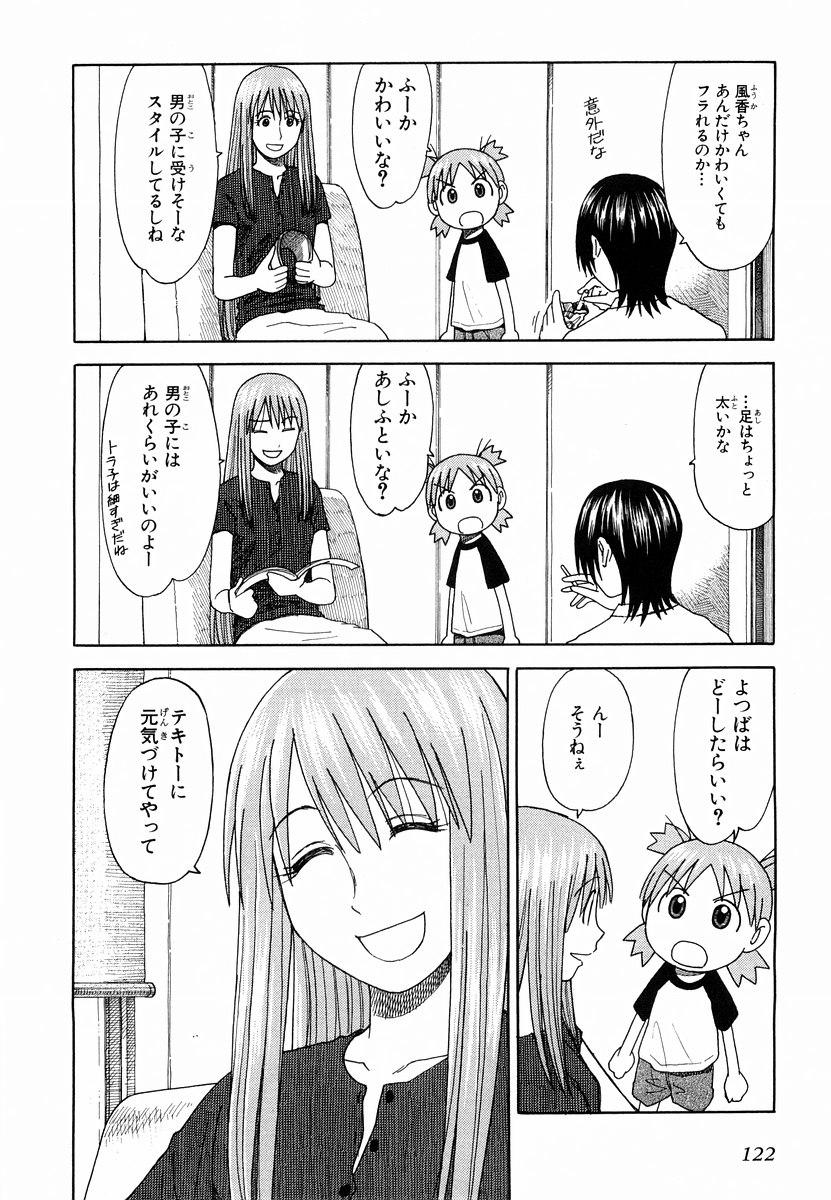 風香ちゃん
あんだけかわいくても
フラれるのか…
意外だな
ふーか
かわいいな？
男の子に受けそーな
スタイルしてるしね
…足はちょっと
太いかな
ふーか
あしふといな？
男の子には
あれくらいがいいのよー
トラ子は細すぎだね
よつばは
どーしたらいい？
んー
そうねぇ
テキトーに
元気づけてやって
122